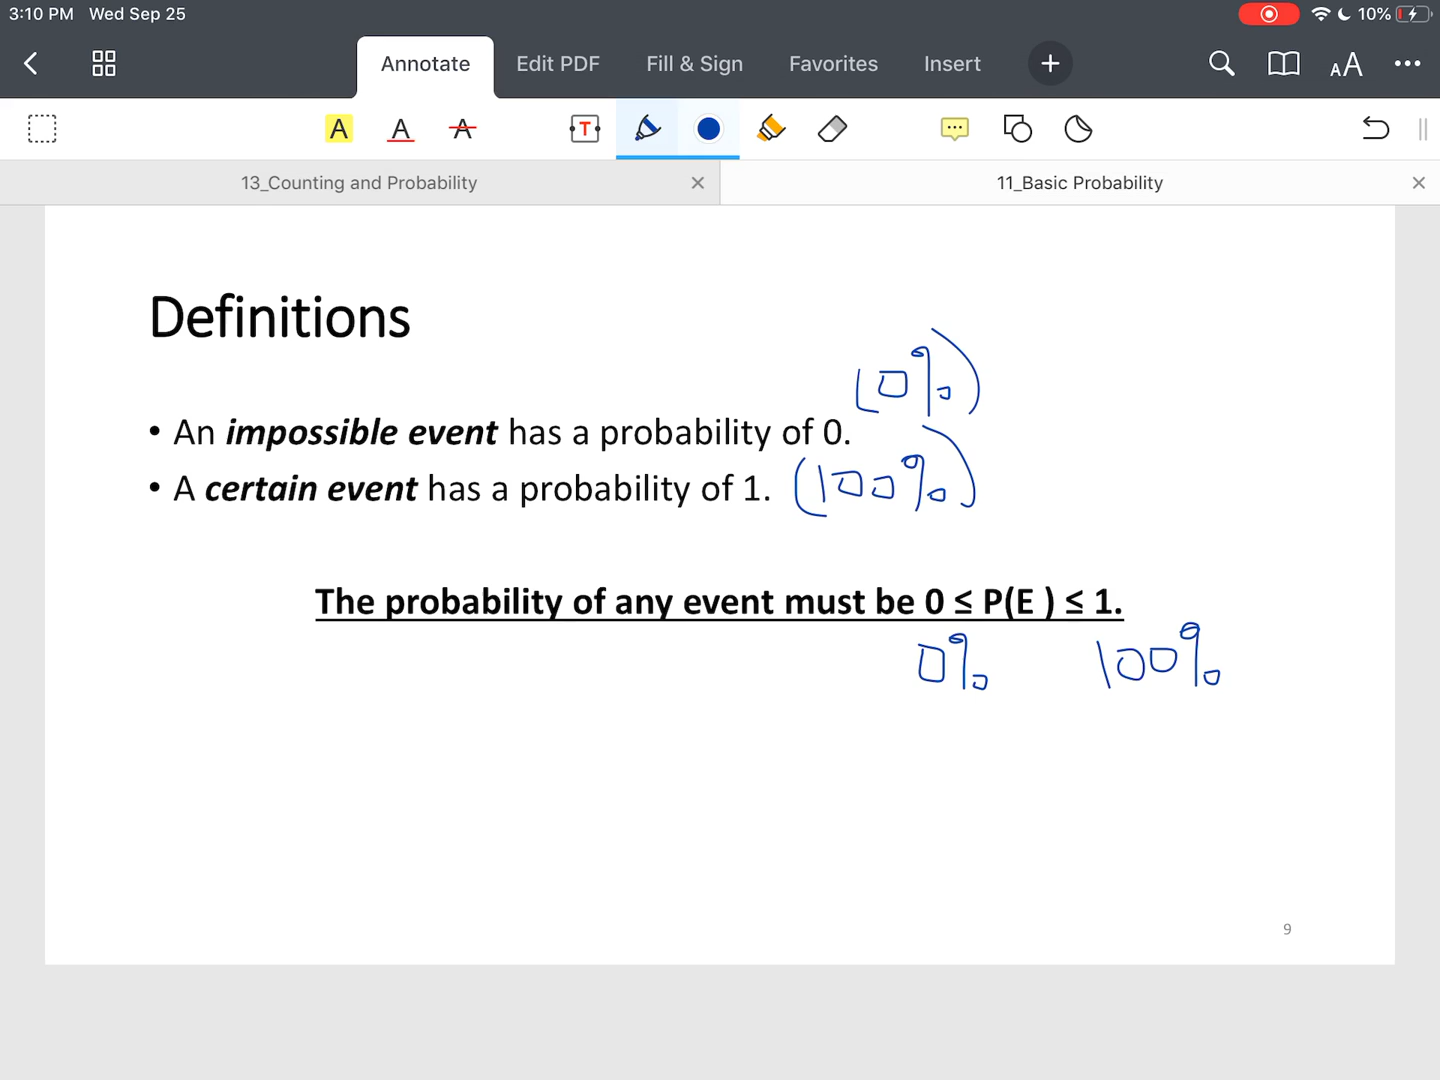 3:10 PM Wed Sep 25 10%
Annotate Edit PDF Fill & Sign Favorites Insert
A A A T AA
13_Counting and Probability 11_Basic Probability
Definitions
(0%)
• An impossible event has a probability of 0.
• A certain event has a probability of 1. (100%)
The probability of any event must be 0 ≤ P(E ) ≤ 1.
0% 100%
9